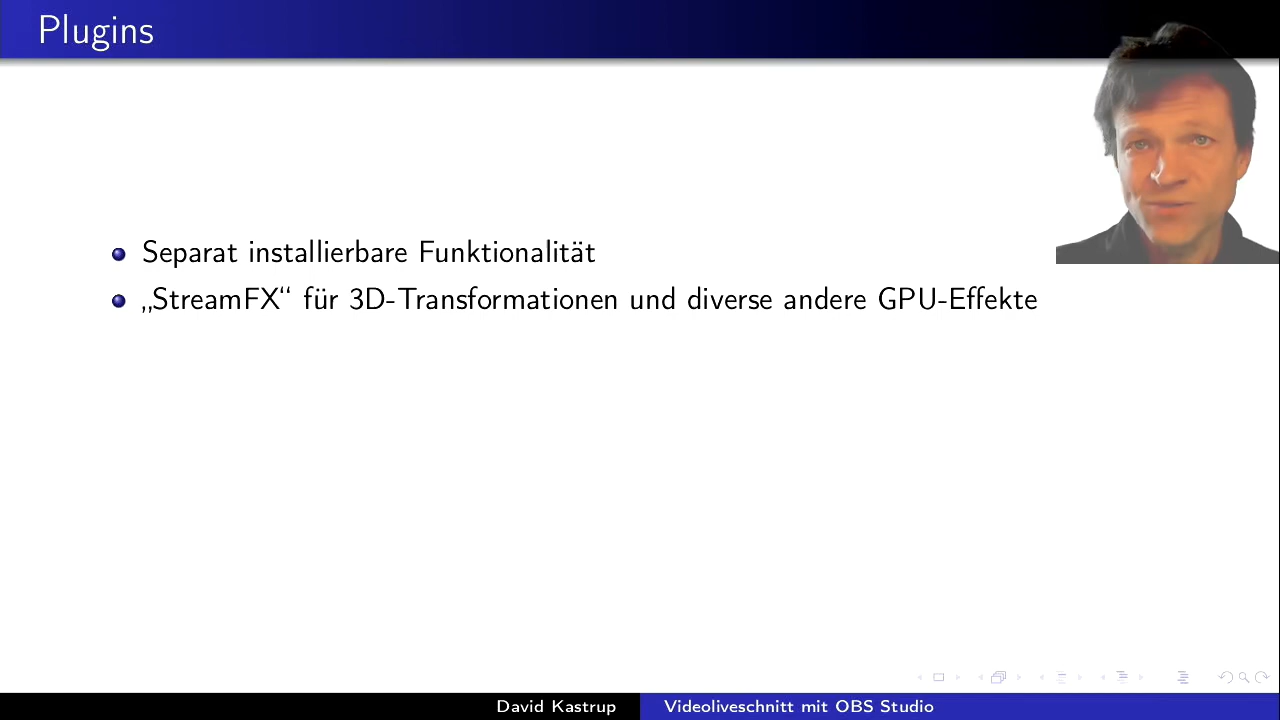 Plugins
Separat installierbare Funktionalität
„StreamFX“ für 3D-Transformationen und diverse andere GPU-Effekte
David Kastrup
Videoliveschnitt mit OBS Studio